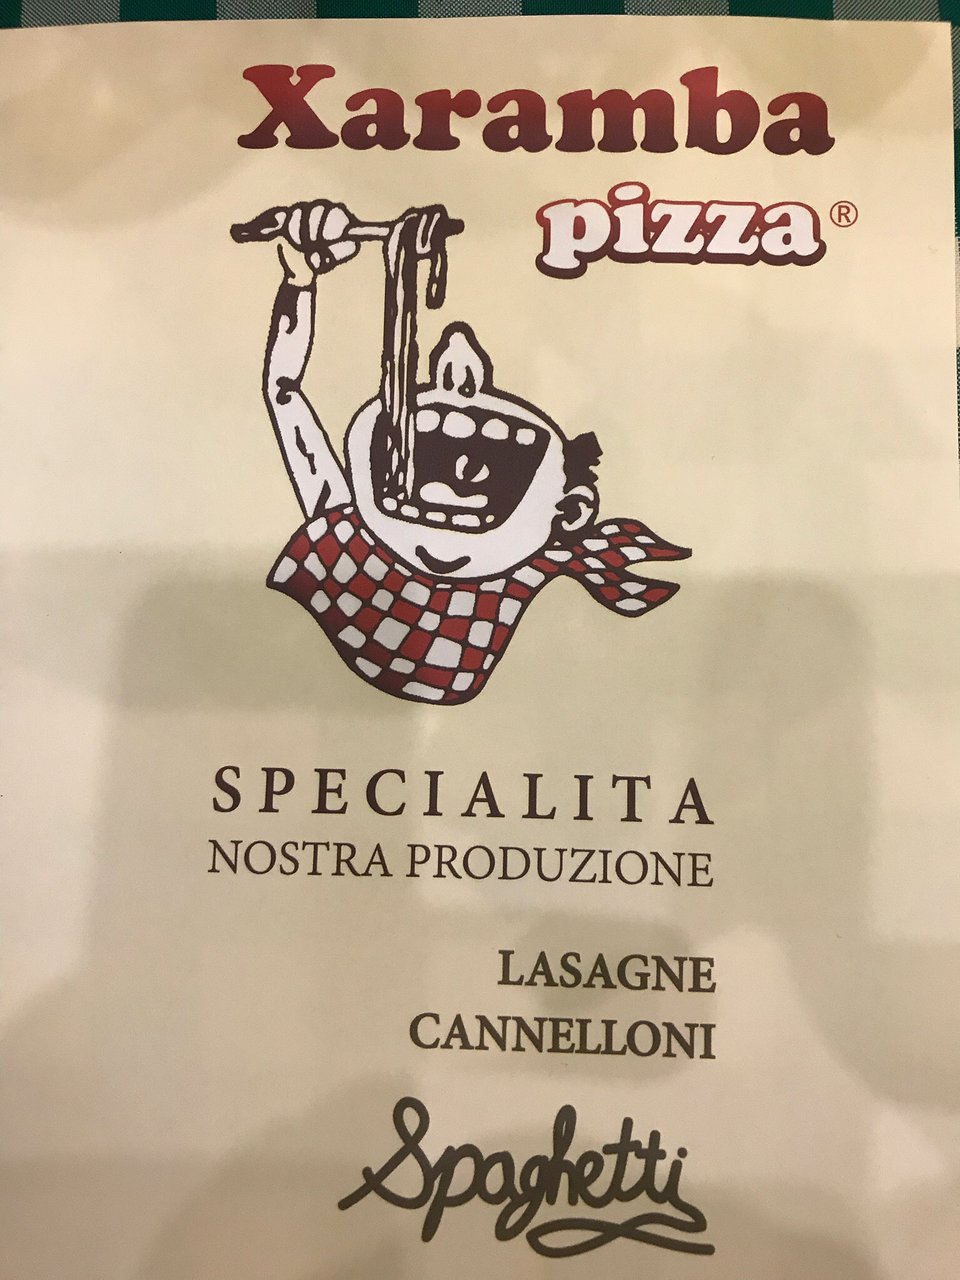 Xaramba
pizza®
SPECIALITA
NOSTRA PRODUZIONE
LASAGNE
CANNELLONI
Spaghetti